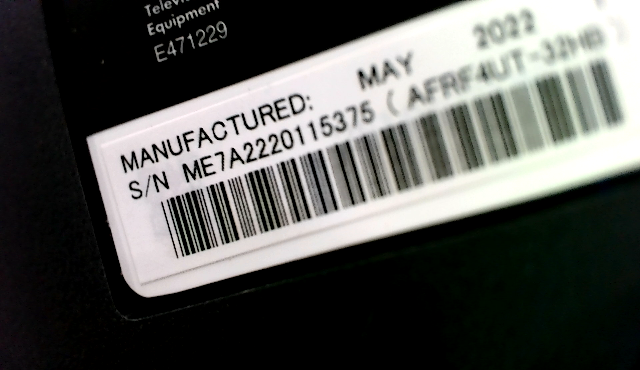 Equipment
E471229
MANUFACTURED: MAY 2022
S/N ME7A2220115375 ( AFRF4UT-32HB )